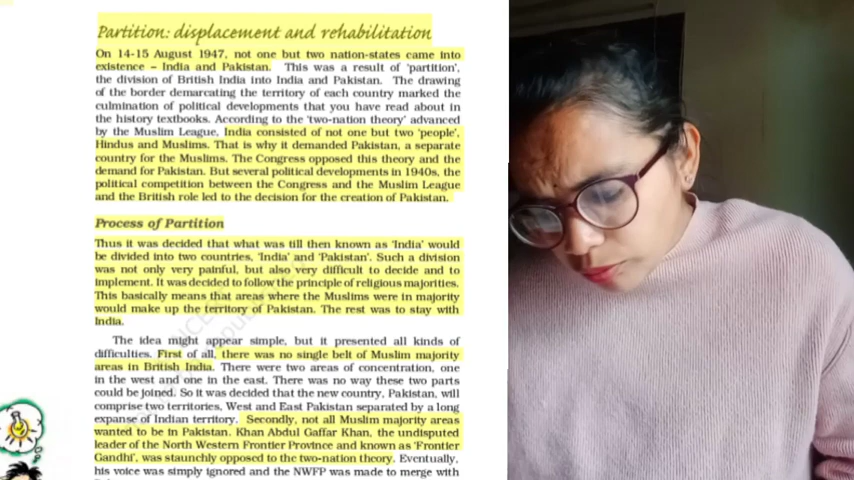 Partition: displacement and rehabilitation
On 14-15 August 1947, not one but two nation-states came into
existence – India and Pakistan. This was a result of ‘partition’,
the division of British India into India and Pakistan. The drawing
of the border demarcating the territory of each country marked the
culmination of political developments that you have read about in
the history textbooks. According to the ‘two-nation theory’ advanced
by the Muslim League, India consisted of not one but two ‘people’,
Hindus and Muslims. That is why it demanded Pakistan, a separate
country for the Muslims. The Congress opposed this theory and the
demand for Pakistan. But several political developments in 1940s, the
political competition between the Congress and the Muslim League
and the British role led to the decision for the creation of Pakistan.
Process of Partition
Thus it was decided that what was till then known as ‘India’ would
be divided into two countries, ‘India’ and ‘Pakistan’. Such a division
was not only very painful, but also very difficult to decide and to
implement. It was decided to follow the principle of religious majorities.
This basically means that areas where the Muslims were in majority
would make up the territory of Pakistan. The rest was to stay with
India.
The idea might appear simple, but it presented all kinds of
difficulties. First of all, there was no single belt of Muslim majority
areas in British India. There were two areas of concentration, one
in the west and one in the east. There was no way these two parts
could be joined. So it was decided that the new country, Pakistan, will
comprise two territories, West and East Pakistan separated by a long
expanse of Indian territory. Secondly, not all Muslim majority areas
wanted to be in Pakistan. Khan Abdul Gaffar Khan, the undisputed
leader of the North Western Frontier Province and known as ‘Frontier
Gandhi’, was staunchly opposed to the two-nation theory. Eventually,
his voice was simply ignored and the NWFP was made to merge with